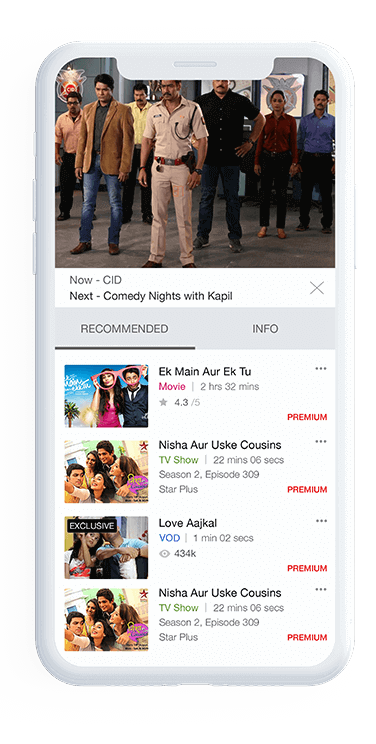 Now - CID
Next - Comedy Nights with Kapil
RECOMMENDED
INFO
Ek Main Aur Ek Tu
Movie | 2 hrs 32 mins
4.3 /5
PREMIUM
Nisha Aur Uske Cousins
TV Show | 22 mins 06 secs
Season 2, Episode 309
Star Plus
PREMIUM
EXCLUSIVE
Love Aajkal
VOD | 1 min 02 secs
434k
PREMIUM
Nisha Aur Uske Cousins
TV Show | 22 mins 06 secs
Season 2, Episode 309
Star Plus
PREMIUM